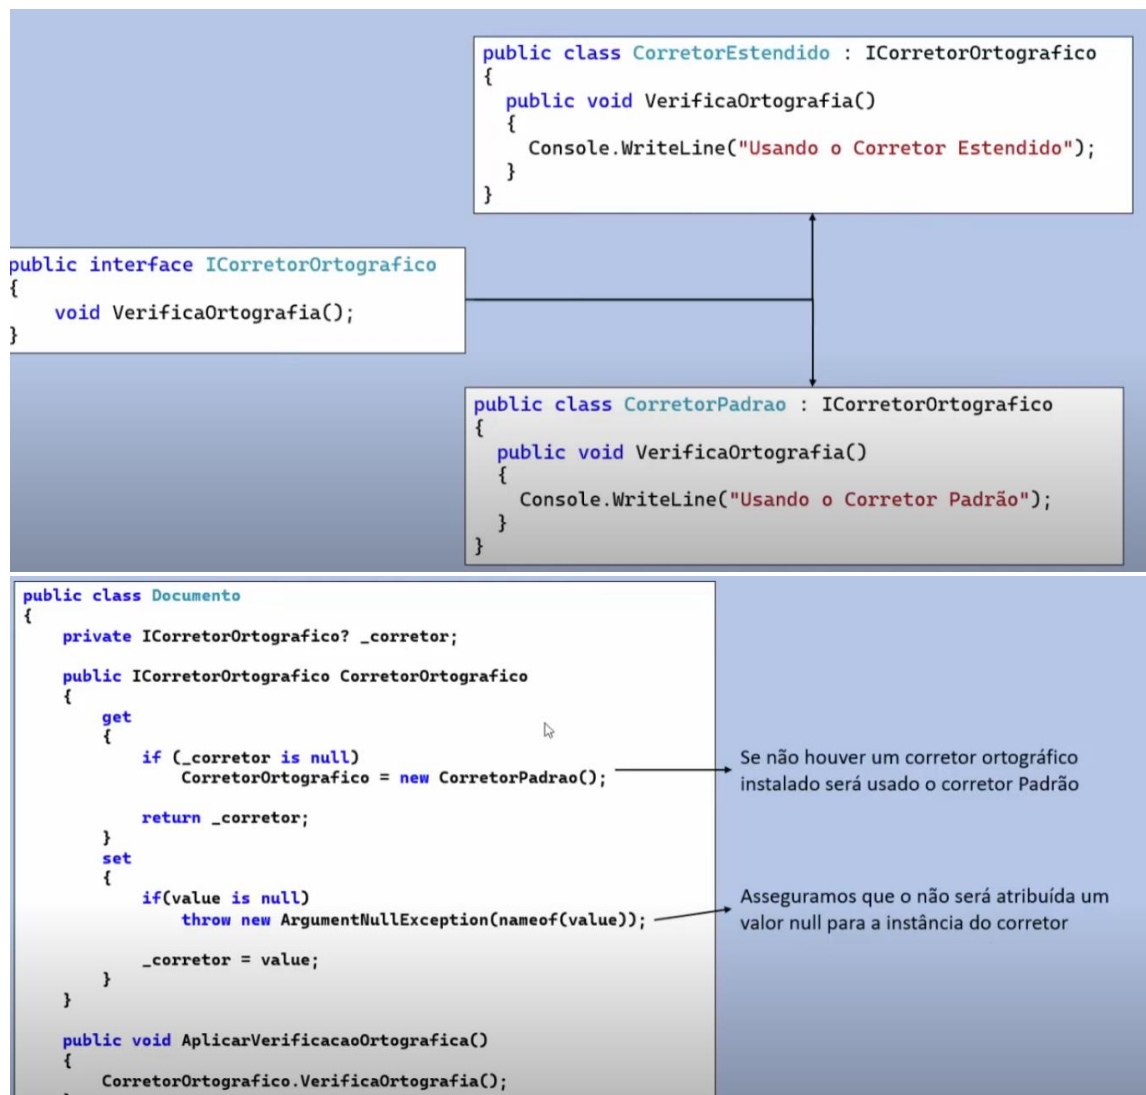 public class CorretorEstendido : ICorretorOrtografico
{
public void VerificaOrtografia()
{
Console.WriteLine("Usando o Corretor Estendido");
}
}
public interface ICorretorOrtografico
{
void VerificaOrtografia();
}
public class CorretorPadrao : ICorretorOrtografico
{
public void VerificaOrtografia()
{
Console.WriteLine("Usando o Corretor Padrão");
}
}
public class Documento
{
private ICorretorOrtografico? _corretor;
public ICorretorOrtografico CorretorOrtografico
{
get
{
if (_corretor is null)
CorretorOrtografico = new CorretorPadrao();
return _corretor;
}
set
{
if(value is null)
throw new ArgumentNullException(nameof(value));
_corretor = value;
}
}
public void AplicarVerificacaoOrtografica()
{
CorretorOrtografico.VerificaOrtografia();
Se não houver um corretor ortográfico
instalado será usado o corretor Padrão
Asseguramos que o não será atribuída um
valor null para a instância do corretor